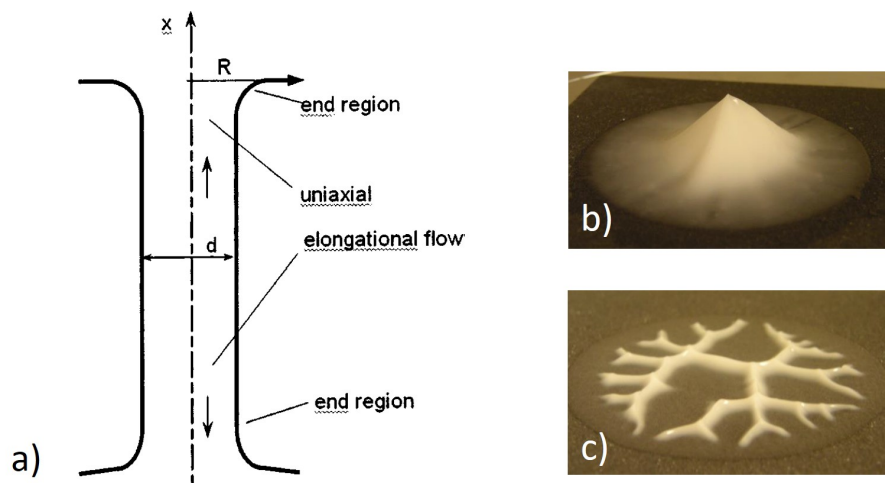 x
R
end region
uniaxial
elongational flow
d
end region
a)
b)
c)